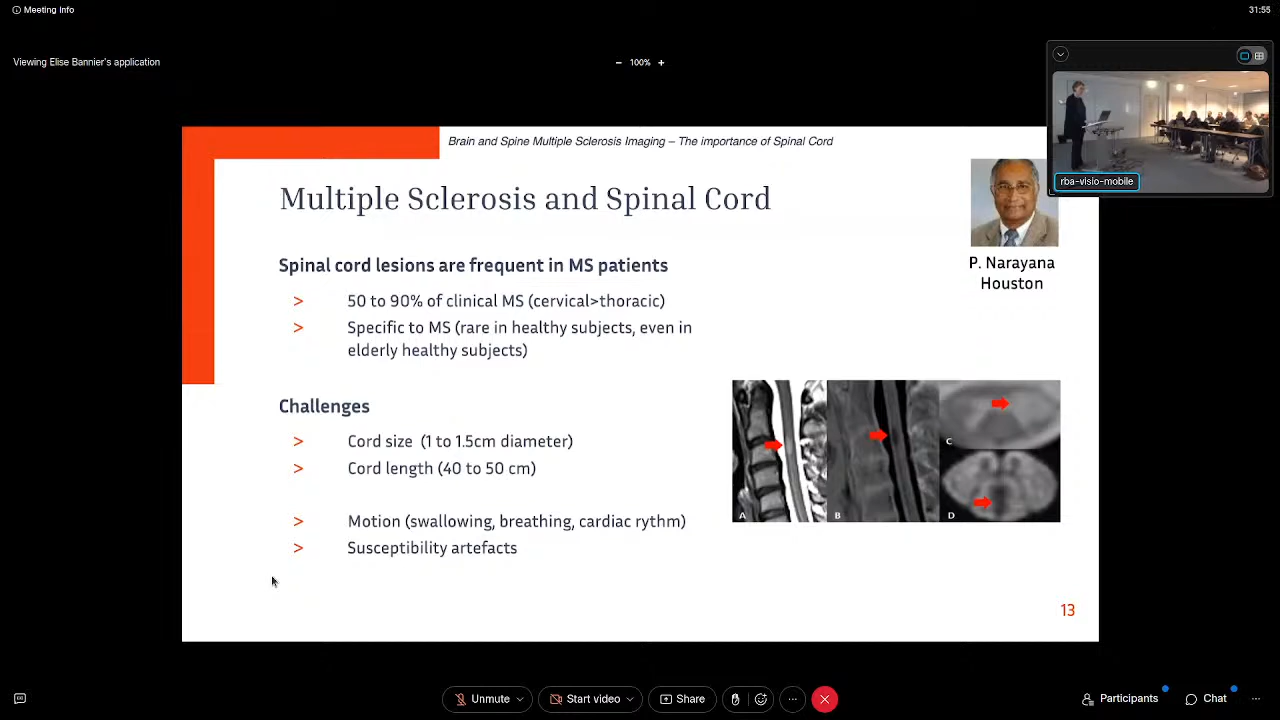 Meeting Info
31:55
Viewing Elise Bannier's application
100%
rba-visio-mobile
Brain and Spine Multiple Sclerosis Imaging – The importance of Spinal Cord
Multiple Sclerosis and Spinal Cord
P. Narayana
Houston
Spinal cord lesions are frequent in MS patients
> 50 to 90% of clinical MS (cervical>thoracic)
> Specific to MS (rare in healthy subjects, even in
elderly healthy subjects)
Challenges
> Cord size (1 to 1.5cm diameter)
> Cord length (40 to 50 cm)
> Motion (swallowing, breathing, cardiac rythm)
> Susceptibility artefacts
A
B
C
D
13
Unmute
Start video
Share
Participants
Chat